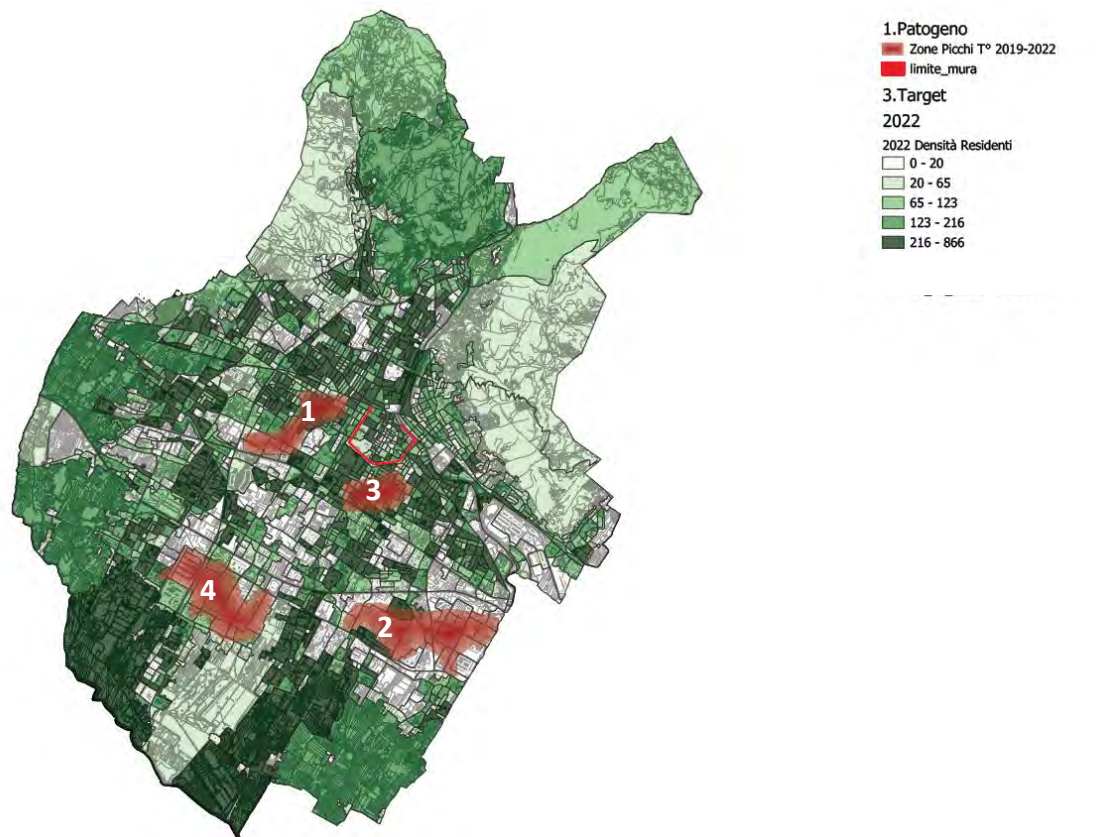 1.Patogeno
Zone Picchi T° 2019-2022
limite_mura
3.Target
2022
2022 Densità Residenti
0 - 20
20 - 65
65 - 123
123 - 216
216 - 866
1
3
4
2